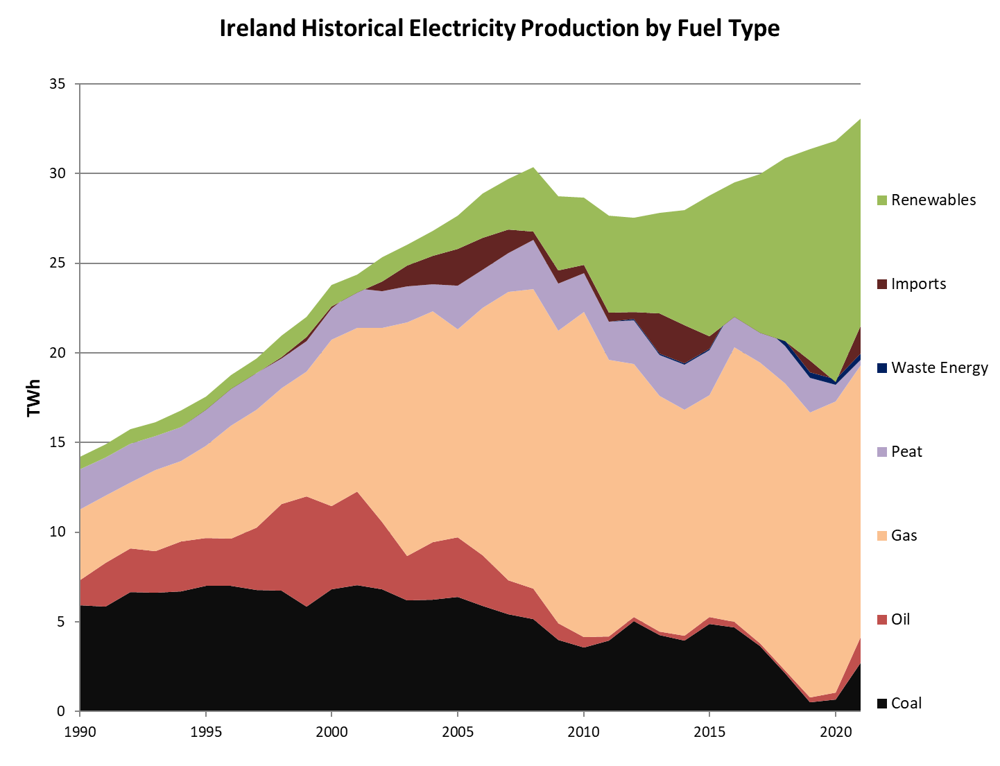 Ireland Historical Electricity Production by Fuel Type
35
30
25
20
15
10
5
0
TWh
1990 1995 2000 2005 2010 2015 2020
Renewables
Imports
Waste Energy
Peat
Gas
Oil
Coal